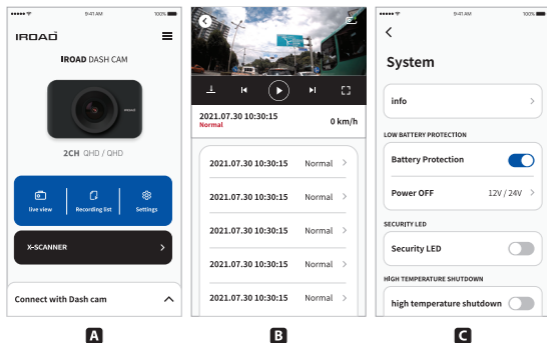 9:41 AM 100%
IROAD
IROAD DASH CAM
2CH QHD / QHD
live view Recording list Settings
X-SCANNER
Connect with Dash cam
A
2021.07.30 10:30:15
Normal
0 km/h
2021.07.30 10:30:15 Normal
2021.07.30 10:30:15 Normal
2021.07.30 10:30:15 Normal
2021.07.30 10:30:15 Normal
2021.07.30 10:30:15 Normal
B
9:41 AM 100%
System
info
LOW BATTERY PROTECTION
Battery Protection
Power OFF 12V / 24V
SECURITY LED
Security LED
HIGH TEMPERATURE SHUTDOWN
high temperature shutdown
C